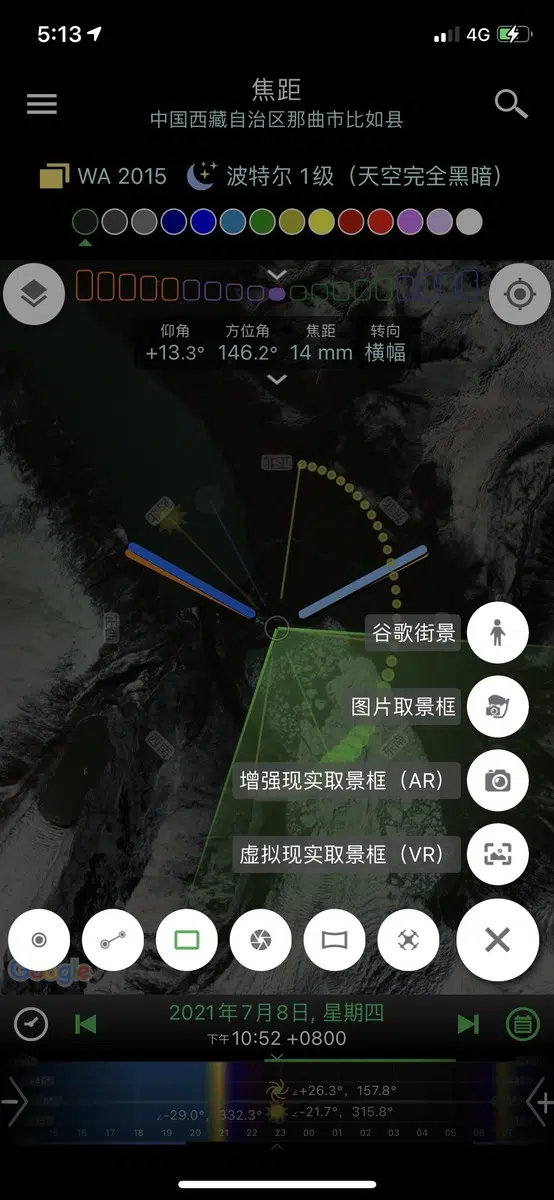 5:13
4G
焦距
中国西藏自治区那曲市比如县
WA 2015 波特尔 1级（天空完全黑暗）
仰角 方位角 焦距 转向
+13.3° 146.2° 14 mm 横幅
谷歌街景
图片取景框
增强现实取景框（AR）
虚拟现实取景框（VR）
Google
2021年7月8日, 星期四
下午10:52 +0800
∠+26.3°, 157.8°
∠-29.0°, 332.3° ∠-21.7°, 315.8°
15 16 17 18 19 20 21 22 23 00 01 02 03 04 05 06 07